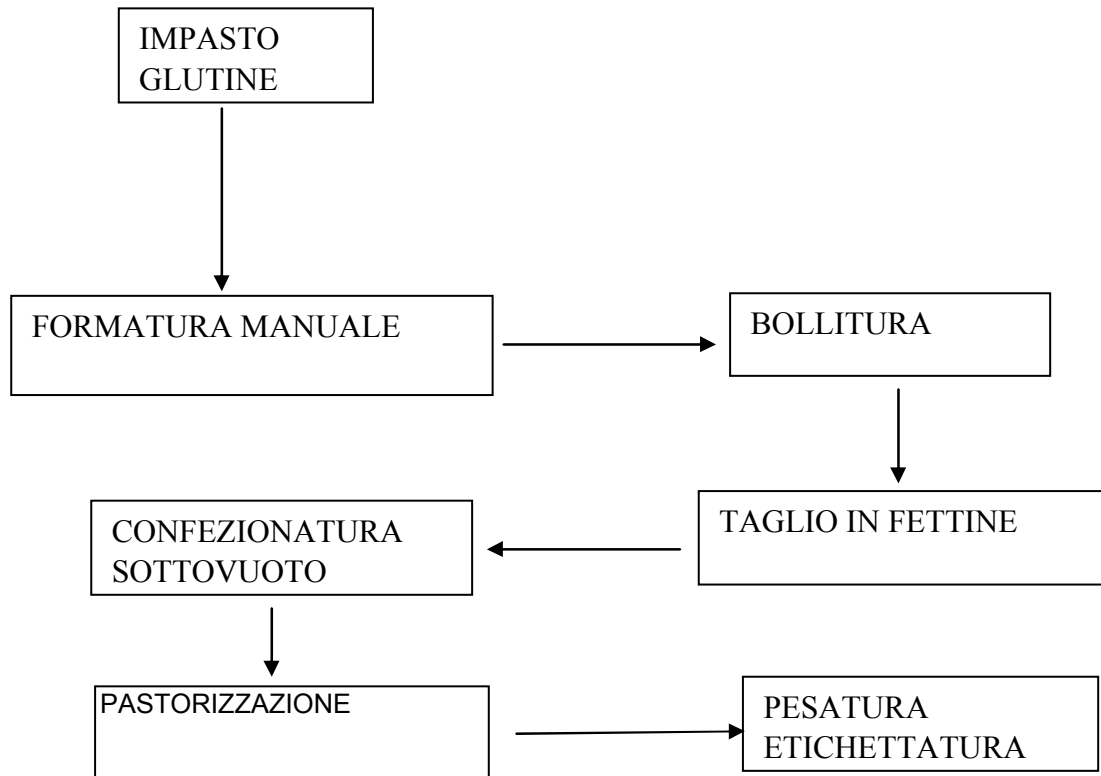 IMPASTO
GLUTINE
FORMATURA MANUALE
BOLLITURA
TAGLIO IN FETTINE
CONFEZIONATURA
SOTTOVUOTO
PASTORIZZAZIONE
PESATURA
ETICHETTATURA